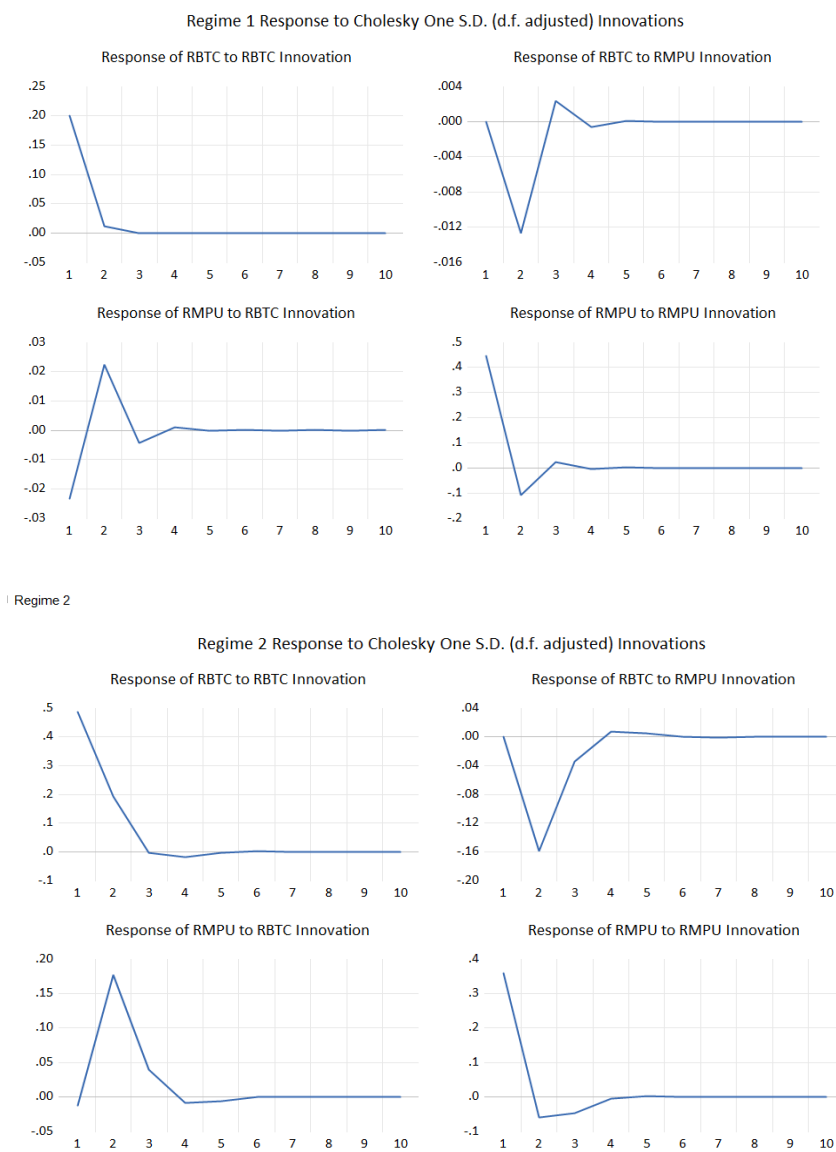 Regime 1 Response to Cholesky One S.D. (d.f. adjusted) Innovations
Response of RBTC to RBTC Innovation
.25
.20
.15
.10
.05
.00
-.05
1 2 3 4 5 6 7 8 9 10
Response of RBTC to RMPU Innovation
.004
.000
-.004
-.008
-.012
-.016
1 2 3 4 5 6 7 8 9 10
Response of RMPU to RBTC Innovation
.03
.02
.01
.00
-.01
-.02
-.03
1 2 3 4 5 6 7 8 9 10
Response of RMPU to RMPU Innovation
.5
.4
.3
.2
.1
.0
-.1
-.2
1 2 3 4 5 6 7 8 9 10
Regime 2
Regime 2 Response to Cholesky One S.D. (d.f. adjusted) Innovations
Response of RBTC to RBTC Innovation
.5
.4
.3
.2
.1
.0
-.1
1 2 3 4 5 6 7 8 9 10
Response of RBTC to RMPU Innovation
.04
.00
-.04
-.08
-.12
-.16
-.20
1 2 3 4 5 6 7 8 9 10
Response of RMPU to RBTC Innovation
.20
.15
.10
.05
.00
-.05
1 2 3 4 5 6 7 8 9 10
Response of RMPU to RMPU Innovation
.4
.3
.2
.1
.0
-.1
1 2 3 4 5 6 7 8 9 10